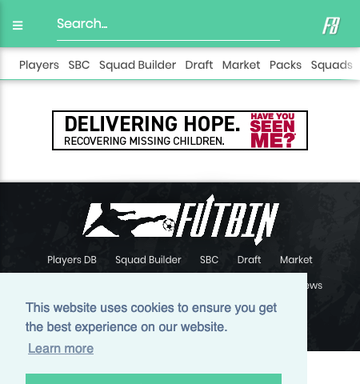 Search...
FB
Players SBC Squad Builder Draft Market Packs Squads
DELIVERING HOPE.
RECOVERING MISSING CHILDREN.
HAVE YOU
SEEN
ME?
FUTBIN
Players DB Squad Builder SBC Draft Market
ews
This website uses cookies to ensure you get
the best experience on our website.
Learn more